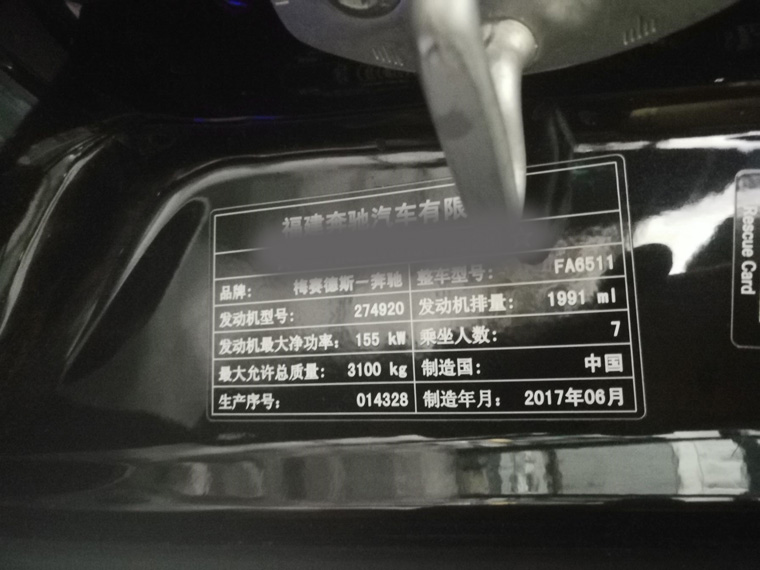 福建奔驰汽车有限
品牌: 梅赛德斯—奔驰 整车型号: FA6511
发动机型号: 274920 发动机排量: 1991 ml
发动机最大净功率: 155 kW 乘坐人数: 7
最大允许总质量: 3100 kg 制造国: 中国
生产序号: 014328 制造年月: 2017年06月
Rescue Card